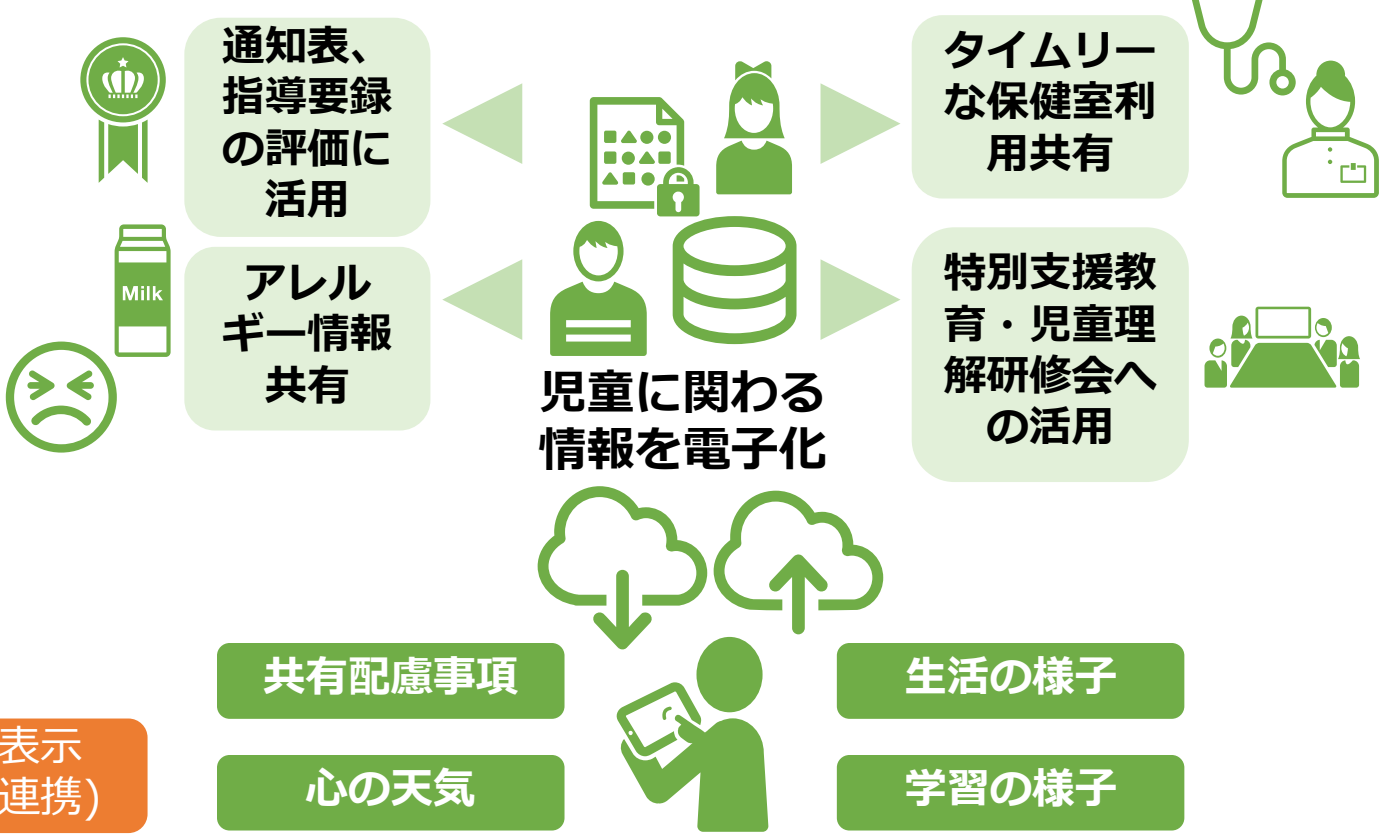 通知表、
指導要録
の評価に
活用
タイムリー
な保健室利
用共有
Milk
アレル
ギー情報
共有
特別支援教
育・児童理
解研修会へ
の活用
児童に関わる
情報を電子化
共有配慮事項
生活の様子
表示
連携)
心の天気
学習の様子